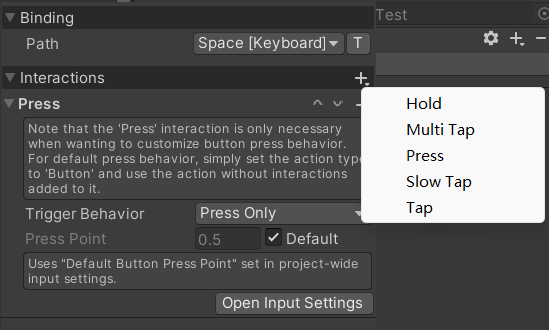 Binding
Test
Path
Space [Keyboard]
T
Interactions
Press
Note that the 'Press' interaction is only necessary
when wanting to customize button press behavior.
For default press behavior, simply set the action type
to 'Button' and use the action without interactions
added to it.
Trigger Behavior
Press Only
Press Point
0.5
Default
Uses "Default Button Press Point" set in project-wide
input settings.
Open Input Settings
Hold
Multi Tap
Press
Slow Tap
Tap